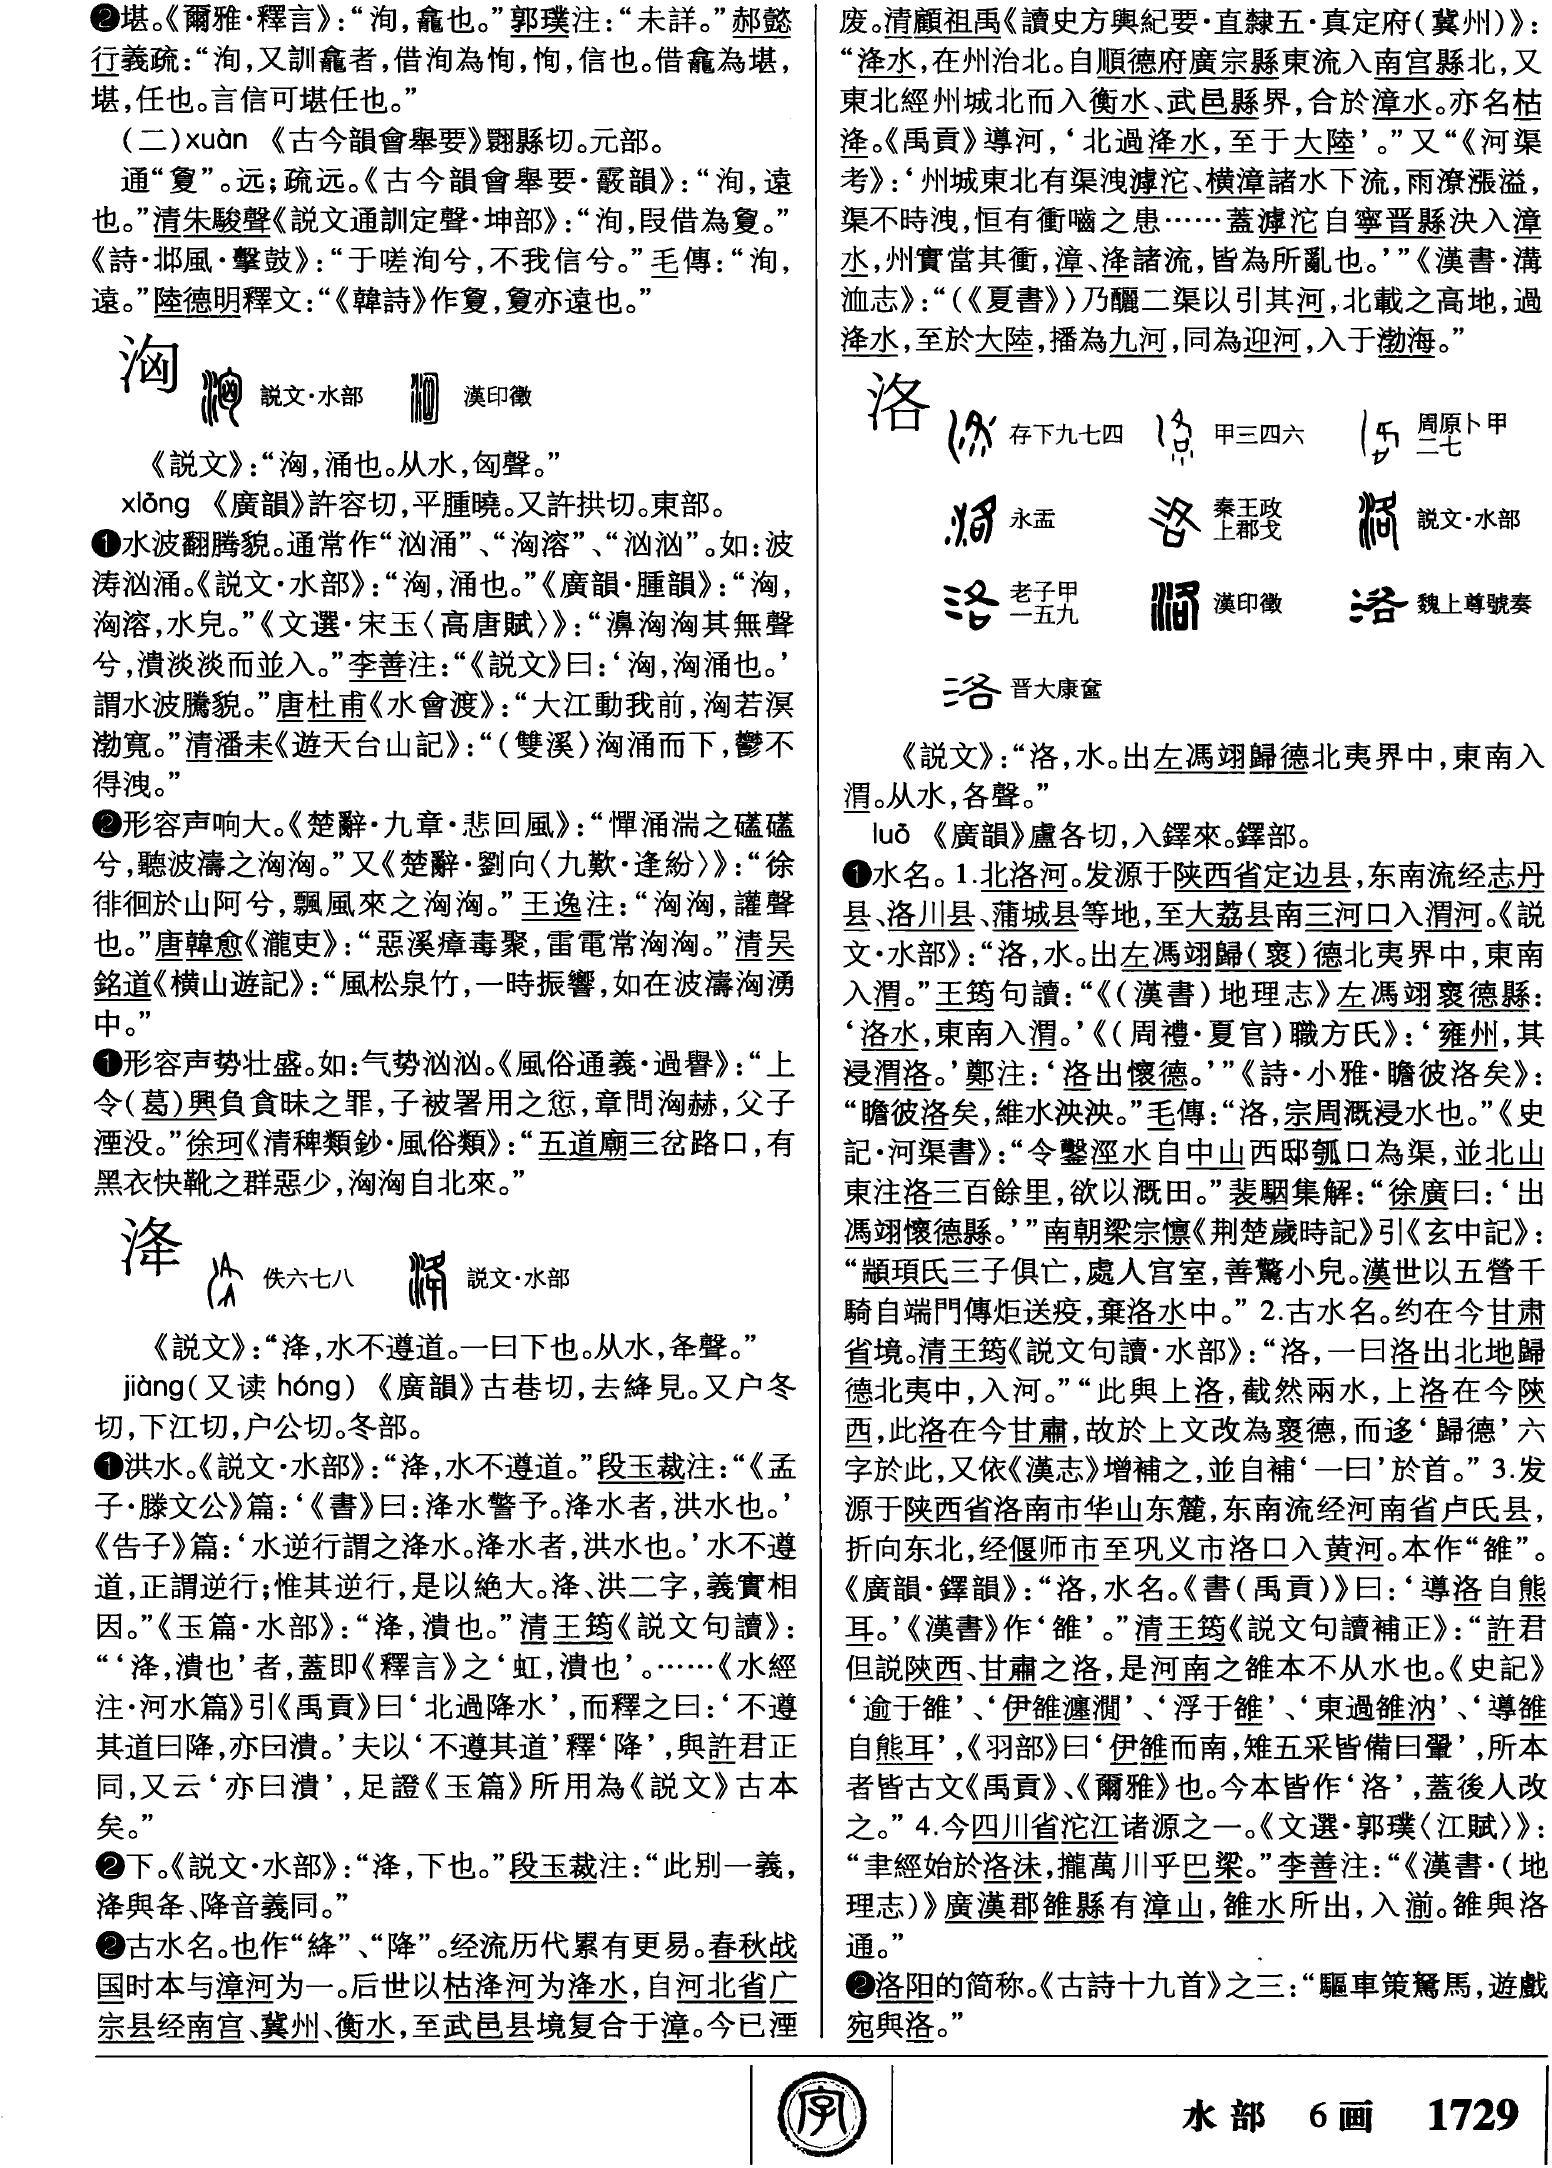 ❷堪。《爾雅·釋言》：“洵，龕也。”郭璞注：“未詳。”郝懿
行義疏：“洵，又訓龕者，借洵為恂，恂，信也。借龕為堪，
堪，任也。言信可堪任也。”
（二）xuàn 《古今韻會舉要》翾縣切。元部。
通“敻”。远；疏远。《古今韻會舉要·霰韻》：“洵，遠
也。”清朱駿聲《説文通訓定聲·坤部》：“洵，叚借為敻。”
《詩·邶風·擊鼓》：“于嗟洵兮，不我信兮。”毛傳：“洵，
遠。”陸德明釋文：“《韓詩》作敻，敻亦遠也。”
洶
説文·水部 漢印徵
《説文》：“洶，涌也。从水，匈聲。”
xiōng 《廣韻》許容切，平腫曉。又許拱切。東部。
❶水波翻腾貌。通常作“汹涌”、“洶溶”、“汹汹”。如：波
涛汹涌。《説文·水部》：“洶，涌也。”《廣韻·腫韻》：“洶，
洶溶，水皃。”《文選·宋玉〈高唐賦〉》：“濞洶洶其無聲
兮，潰淡淡而並入。”李善注：“《説文》曰：‘洶，洶涌也。’
謂水波騰貌。”唐杜甫《水會渡》：“大江動我前，洶若溟
渤寬。”清潘耒《遊天台山記》：“（雙溪）洶涌而下，鬱不
得洩。”
❷形容声响大。《楚辭·九章·悲回風》：“憚涌湍之礚礚
兮，聽波濤之洶洶。”又《楚辭·劉向〈九歎·逢紛〉》：“徐
徘徊於山阿兮，飄風來之洶洶。”王逸注：“洶洶，讙聲
也。”唐韓愈《瀧吏》：“惡溪瘴毒聚，雷電常洶洶。”清吴
銘道《横山遊記》：“風松泉竹，一時振響，如在波濤洶湧
中。”
❶形容声势壮盛。如：气势汹汹。《風俗通義·過譽》：“上
令（葛）興負貪昧之罪，子被署用之愆，章問洶赫，父子
湮没。”徐珂《清稗類鈔·風俗類》：“五道廟三岔路口，有
黑衣快靴之群惡少，洶洶自北來。”
洚
佚六七八 説文·水部
《説文》：“洚，水不遵道。一曰下也。从水，夅聲。”
jiàng（又读 hóng） 《廣韻》古巷切，去絳見。又户冬
切，下江切，户公切。冬部。
❶洪水。《説文·水部》：“洚，水不遵道。”段玉裁注：“《孟
子·滕文公》篇：‘《書》曰：洚水警予。洚水者，洪水也。’
《告子》篇：‘水逆行謂之洚水。洚水者，洪水也。’水不遵
道，正謂逆行；惟其逆行，是以絶大。洚、洪二字，義實相
因。”《玉篇·水部》：“洚，潰也。”清王筠《説文句讀》：
“‘洚，潰也’者，蓋即《釋言》之‘虹，潰也’。……《水經
注·河水篇》引《禹貢》曰‘北過降水’，而釋之曰：‘不遵
其道曰降，亦曰潰。’夫以‘不遵其道’釋‘降’，與許君正
同，又云‘亦曰潰’，足證《玉篇》所用為《説文》古本
矣。”
❷下。《説文·水部》：“洚，下也。”段玉裁注：“此别一義，
洚與夅、降音義同。”
❷古水名。也作“絳”、“降”。经流历代累有更易。春秋战
国时本与漳河为一。后世以枯洚河为洚水，自河北省广
宗县经南宫、冀州、衡水，至武邑县境复合于漳。今已湮
废。清顧祖禹《讀史方輿紀要·直隸五·真定府（冀州）》：
“洚水，在州治北。自順德府廣宗縣東流入南宫縣北，又
東北經州城北而入衡水、武邑縣界，合於漳水。亦名枯
洚。《禹貢》導河，‘北過洚水，至于大陸’。”又“《河渠
考》：‘州城東北有渠洩滹沱、横漳諸水下流，雨潦漲溢，
渠不時洩，恒有衝嚙之患……蓋滹沱自寧晋縣決入漳
水，州實當其衝，漳、洚諸流，皆為所亂也。’”《漢書·溝
洫志》：“（《夏書》）乃釃二渠以引其河，北載之高地，過
洚水，至於大陸，播為九河，同為迎河，入于渤海。”
洛
存下九七四 甲三四六 周原卜甲二七
永盂 秦王政上郡戈 説文·水部
老子甲一五九 漢印徵 魏上尊號奏
晋大康奩
《説文》：“洛，水。出左馮翊歸德北夷界中，東南入
渭。从水，各聲。”
luò 《廣韻》盧各切，入鐸來。鐸部。
❶水名。1.北洛河。发源于陕西省定边县，东南流经志丹
县、洛川县、蒲城县等地，至大荔县南三河口入渭河。《説
文·水部》：“洛，水。出左馮翊歸（褱）德北夷界中，東南
入渭。”王筠句讀：“《（漢書）地理志》左馮翊褱德縣：
‘洛水，東南入渭。’《（周禮·夏官）職方氏》：‘雍州，其
浸渭洛。’鄭注：‘洛出懷德。’”《詩·小雅·瞻彼洛矣》：
“瞻彼洛矣，維水泱泱。”毛傳：“洛，宗周溉浸水也。”《史
記·河渠書》：“令鑿涇水自中山西邸瓠口為渠，並北山
東注洛三百餘里，欲以溉田。”裴駰集解：“徐廣曰：‘出
馮翊懷德縣。’”南朝梁宗懔《荆楚歲時記》引《玄中記》：
“顓頊氏三子俱亡，處人宫室，善驚小兒。漢世以五營千
騎自端門傳炬送疫，棄洛水中。” 2.古水名。约在今甘肃
省境。清王筠《説文句讀·水部》：“洛，一曰洛出北地歸
德北夷中，入河。”“此與上洛，截然兩水，上洛在今陝
西，此洛在今甘肅，故於上文改為褱德，而迻‘歸德’六
字於此，又依《漢志》增補之，並自補‘一曰’於首。” 3.发
源于陕西省洛南市华山东麓，东南流经河南省卢氏县，
折向东北，经偃师市至巩义市洛口入黄河。本作“雒”。
《廣韻·鐸韻》：“洛，水名。《書（禹貢）》曰：‘導洛自熊
耳。’《漢書》作‘雒’。”清王筠《説文句讀補正》：“許君
但説陝西、甘肅之洛，是河南之雒本不从水也。《史記》
‘逾于雒’、‘伊雒瀍澗’、‘浮于雒’、‘東過雒汭’、‘導雒
自熊耳’，《羽部》曰‘伊雒而南，雉五采皆備曰翬’，所本
者皆古文《禹貢》、《爾雅》也。今本皆作‘洛’，蓋後人改
之。” 4.今四川省沱江诸源之一。《文選·郭璞〈江賦〉》：
“聿經始於洛沬，攏萬川乎巴梁。”李善注：“《漢書·（地
理志）》廣漢郡雒縣有漳山，雒水所出，入湔。雒與洛
通。”
❷洛阳的简称。《古詩十九首》之三：“驅車策駑馬，遊戲
宛與洛。”
字
水部 6画 1729